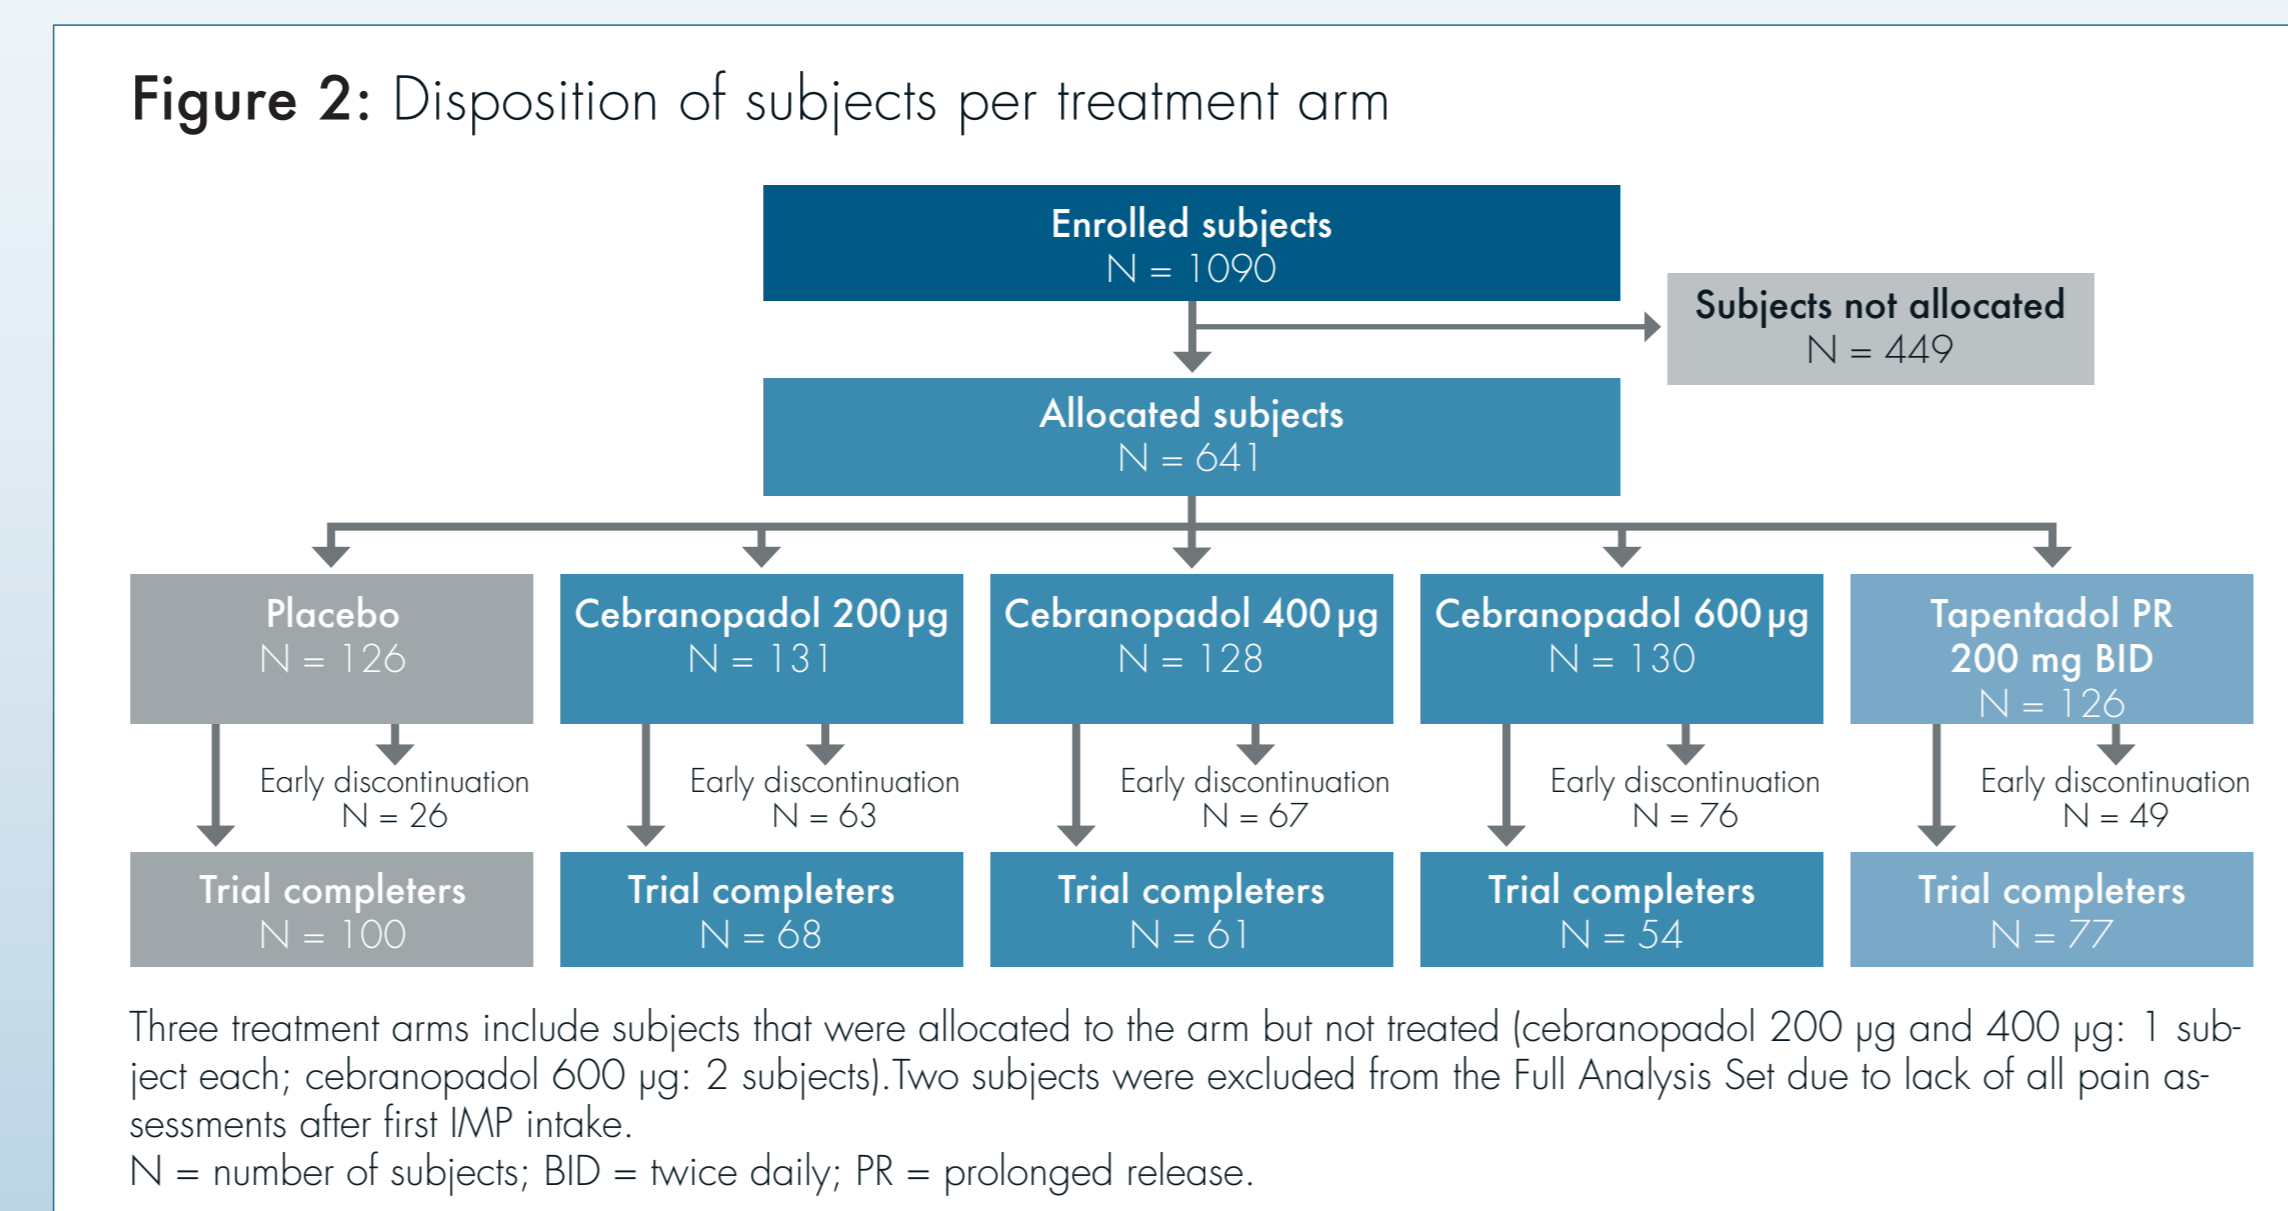 Figure 2: Disposition of subjects per treatment arm
Enrolled subjects
N = 1090
Subjects not allocated
N = 449
Allocated subjects
N = 641
Placebo
N = 126
Cebranopadol 200 µg
N = 131
Cebranopadol 400 µg
N = 128
Cebranopadol 600 µg
N = 130
Tapentadol PR
200 mg BID
N = 126
Early discontinuation
N = 26
Early discontinuation
N = 63
Early discontinuation
N = 67
Early discontinuation
N = 76
Early discontinuation
N = 49
Trial completers
N = 100
Trial completers
N = 68
Trial completers
N = 61
Trial completers
N = 54
Trial completers
N = 77
Three treatment arms include subjects that were allocated to the arm but not treated (cebranopadol 200 µg and 400 µg: 1 sub-
ject each; cebranopadol 600 µg: 2 subjects).Two subjects were excluded from the Full Analysis Set due to lack of all pain as-
sessments after first IMP intake.
N = number of subjects; BID = twice daily; PR = prolonged release.